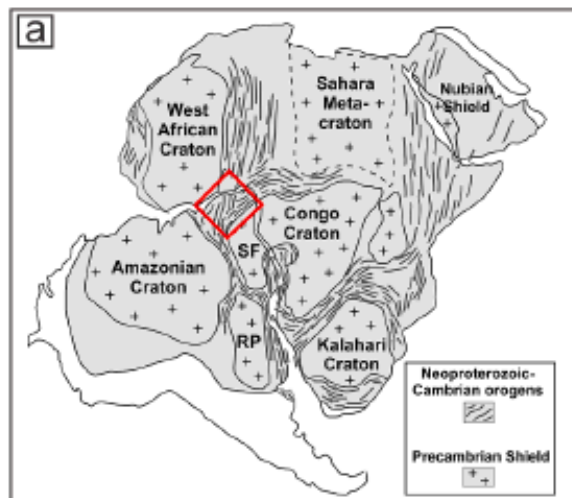 a
West
African
Craton
Sahara
Meta-
craton
Nubian
Shield
Congo
Craton
SF
Amazonian
Craton
RP
Kalahari
Craton
Neoproterozoic-
Cambrian orogens
Precambrian Shield